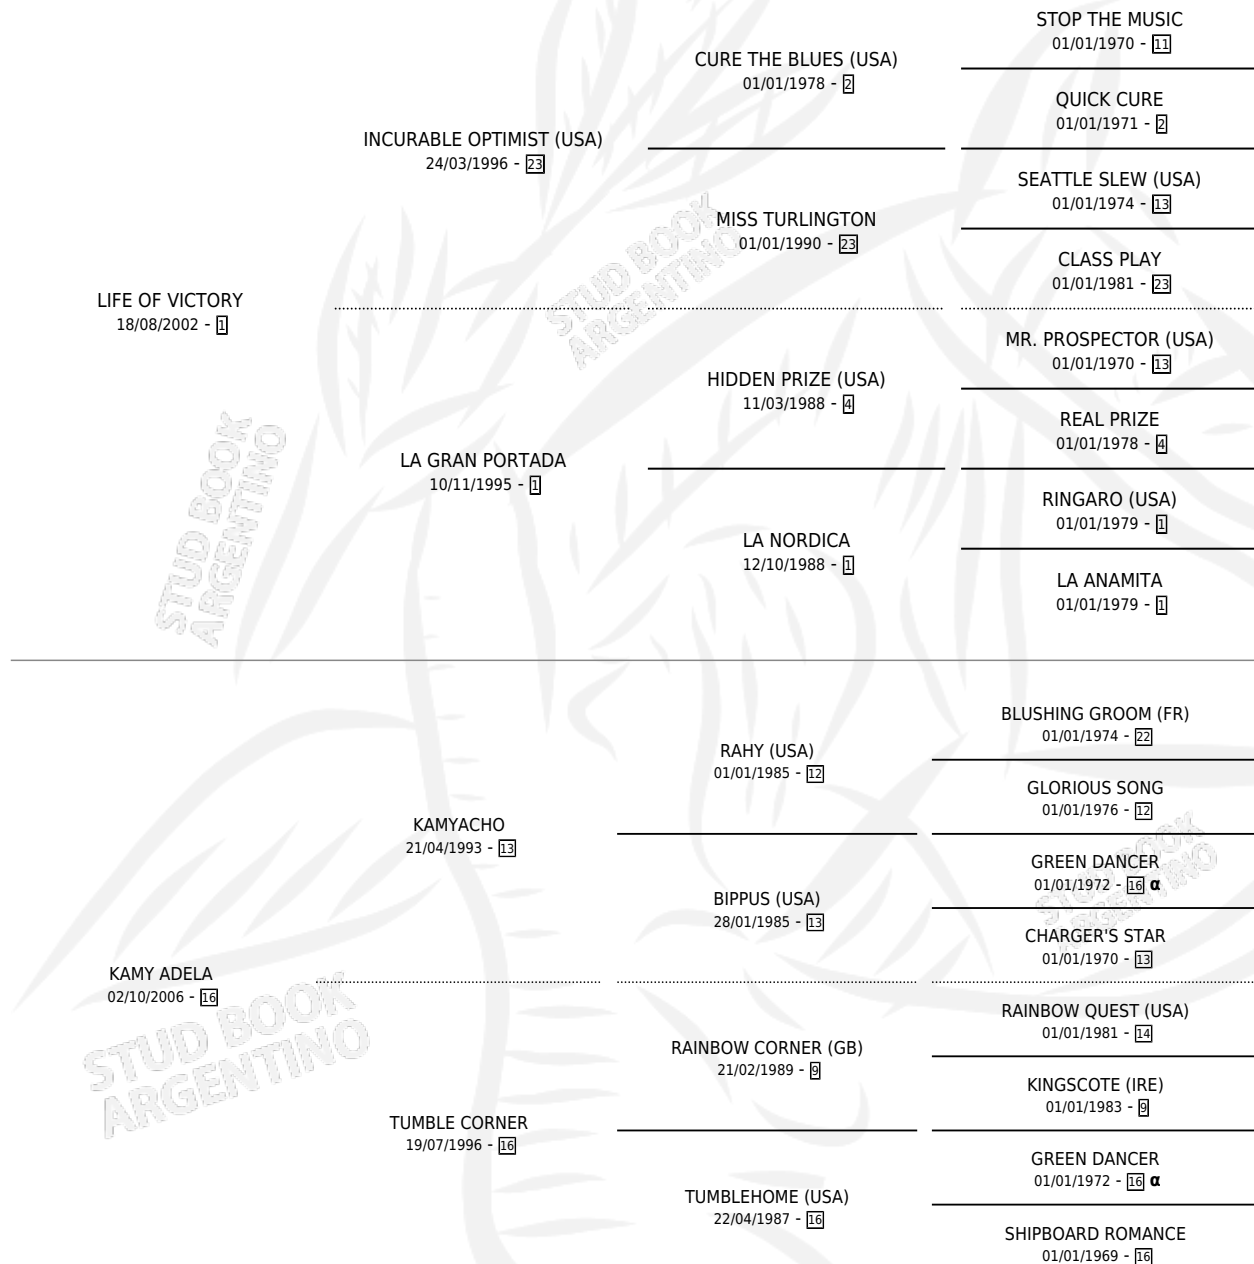 STOP THE MUSIC
01/01/1970 - 11
CURE THE BLUES (USA)
01/01/1978 - 2
QUICK CURE
01/01/1971 - 2
INCURABLE OPTIMIST (USA)
24/03/1996 - 23
SEATTLE SLEW (USA)
01/01/1974 - 13
MISS TURLINGTON
01/01/1990 - 23
CLASS PLAY
01/01/1981 - 23
LIFE OF VICTORY
18/08/2002 - 1
MR. PROSPECTOR (USA)
01/01/1970 - 13
HIDDEN PRIZE (USA)
11/03/1988 - 4
REAL PRIZE
01/01/1978 - 4
LA GRAN PORTADA
10/11/1995 - 1
RINGARO (USA)
01/01/1979 - 1
LA NORDICA
12/10/1988 - 1
LA ANAMITA
01/01/1979 - 1
BLUSHING GROOM (FR)
01/01/1974 - 22
RAHY (USA)
01/01/1985 - 12
GLORIOUS SONG
01/01/1976 - 12
KAMYACHO
21/04/1993 - 13
GREEN DANCER
01/01/1972 - 16 α
BIPPUS (USA)
28/01/1985 - 13
CHARGER'S STAR
01/01/1970 - 13
KAMY ADELA
02/10/2006 - 16
RAINBOW QUEST (USA)
01/01/1981 - 14
RAINBOW CORNER (GB)
21/02/1989 - 9
KINGSCOTE (IRE)
01/01/1983 - 9
TUMBLE CORNER
19/07/1996 - 16
GREEN DANCER
01/01/1972 - 16 α
TUMBLEHOME (USA)
22/04/1987 - 16
SHIPBOARD ROMANCE
01/01/1969 - 16
STUD BOOK
ARGENTINO
STUD BOOK
ARGENTINO
STUD BOOK
ARGENTINO
STUD BOOK
ARGENTINO